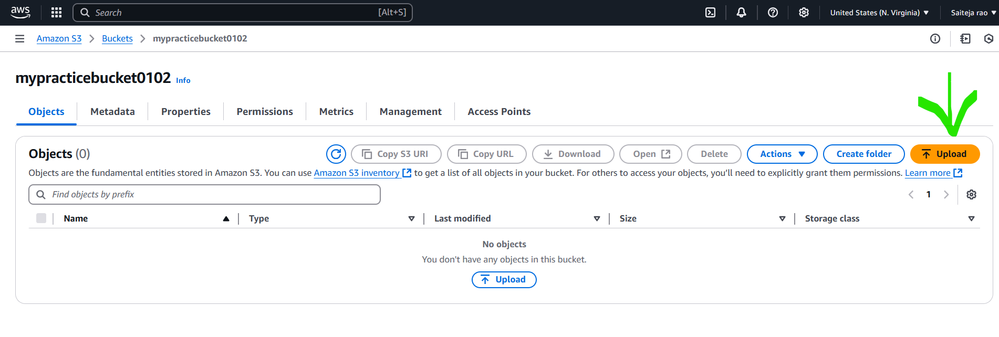 aws Search [Alt+S] United States (N. Virginia) Saiteja rao
Amazon S3 Buckets mypracticebucket0102
mypracticebucket0102 Info
Objects Metadata Properties Permissions Metrics Management Access Points
Objects (0) Copy S3 URI Copy URL Download Open Delete Actions Create folder Upload
Objects are the fundamental entities stored in Amazon S3. You can use Amazon S3 inventory to get a list of all objects in your bucket. For others to access your objects, you’ll need to explicitly grant them permissions. Learn more
Find objects by prefix 1
Name Type Last modified Size Storage class
No objects
You don't have any objects in this bucket.
Upload